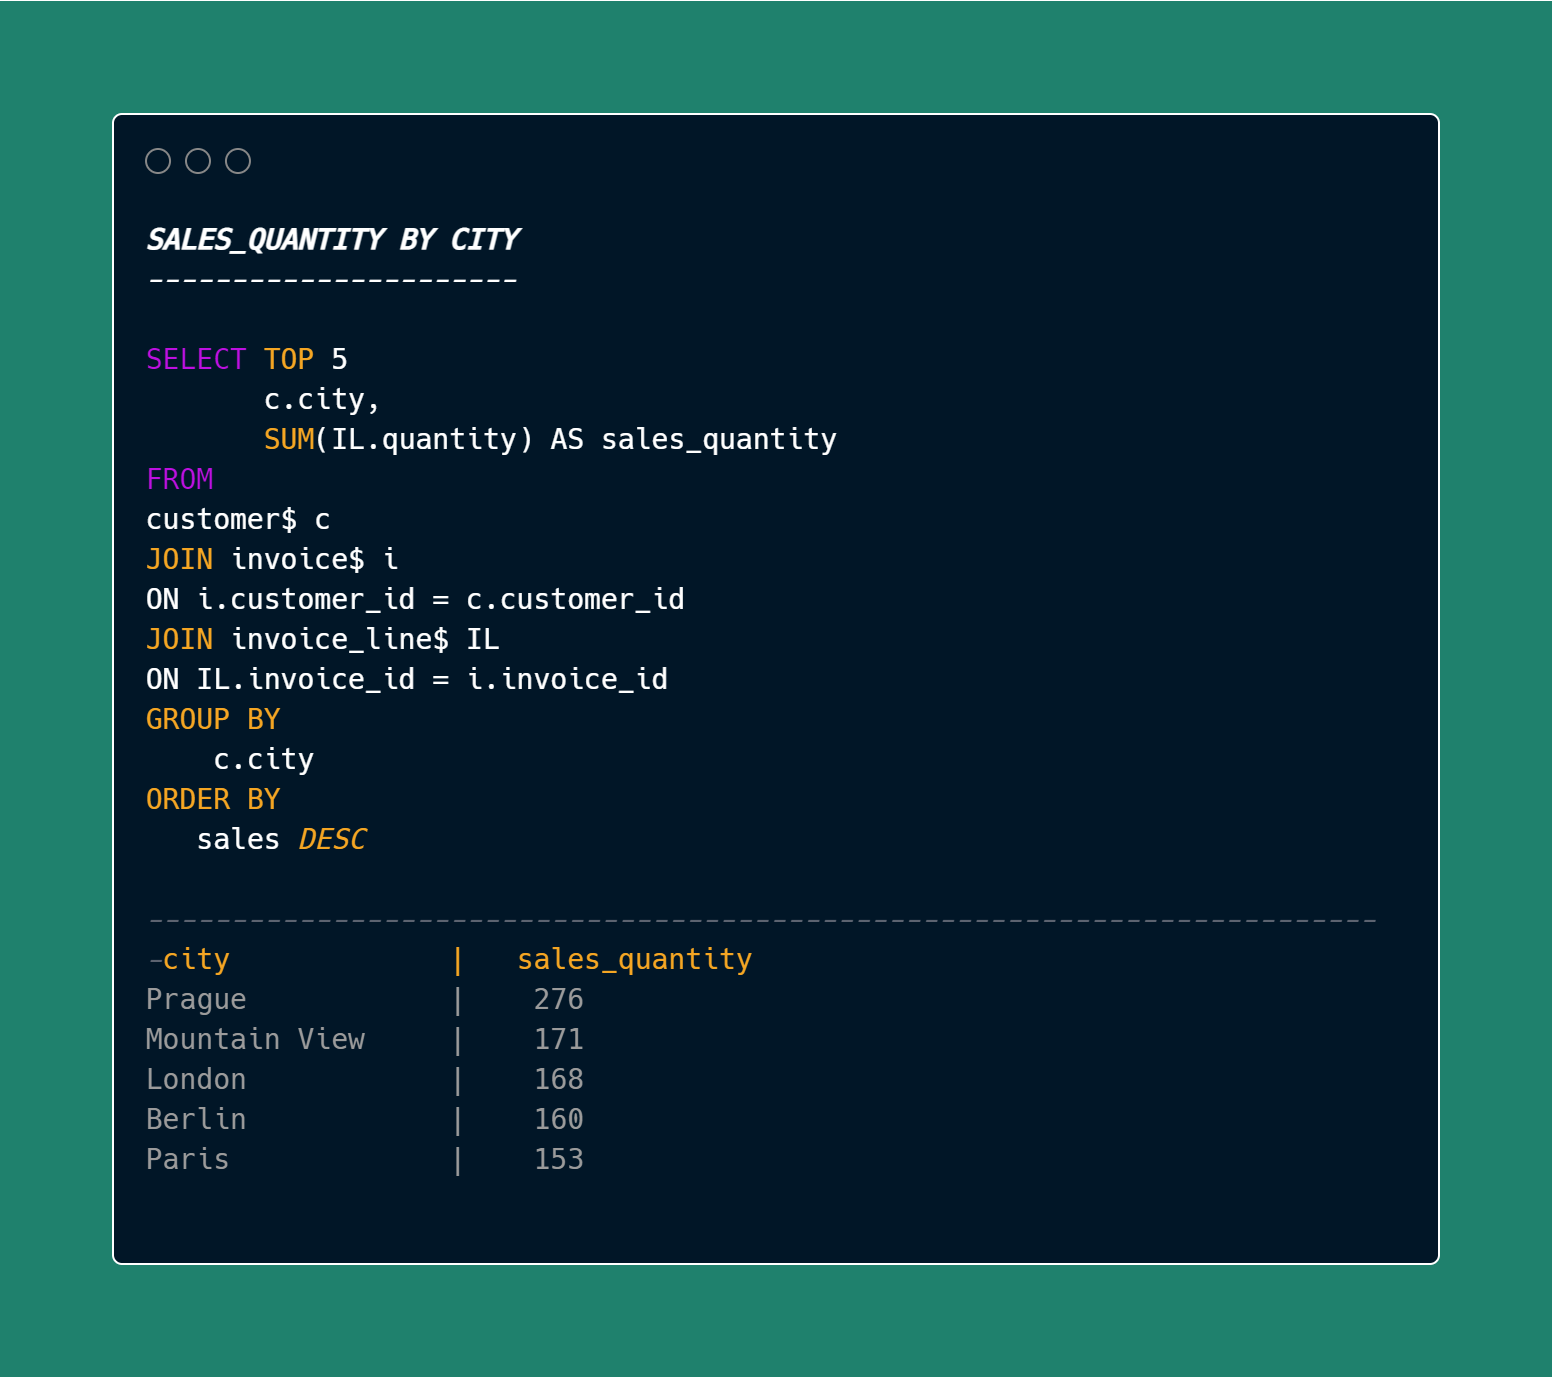 SALES_QUANTITY BY CITY
----------------------
SELECT TOP 5
       c.city,
       SUM(IL.quantity) AS sales_quantity
FROM
customer$ c
JOIN invoice$ i
ON i.customer_id = c.customer_id
JOIN invoice_line$ IL
ON IL.invoice_id = i.invoice_id
GROUP BY
    c.city
ORDER BY
   sales DESC
-------------------------------------------------------------------------
-city             |   sales_quantity
Prague            |    276
Mountain View     |    171
London            |    168
Berlin            |    160
Paris             |    153